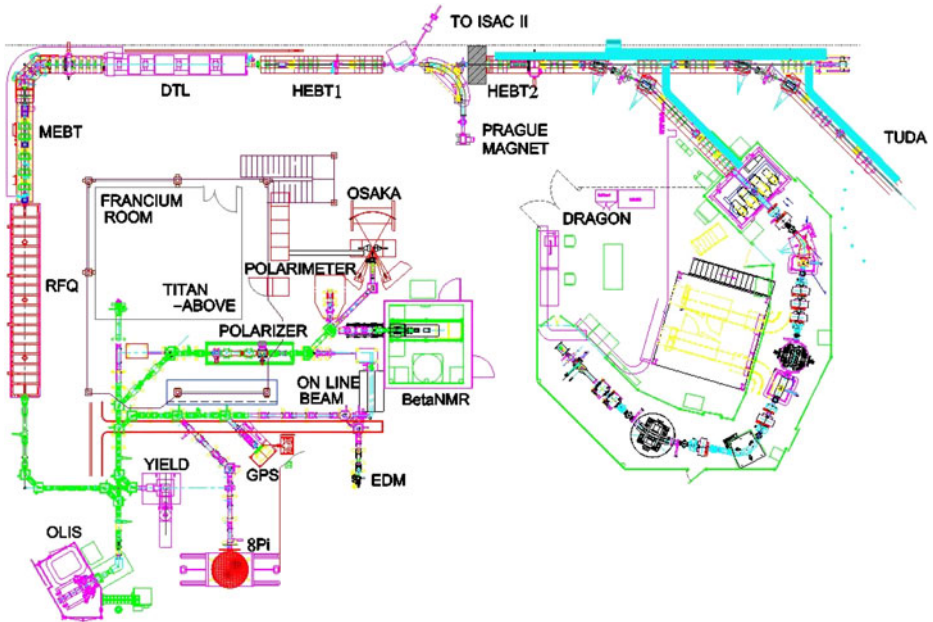 TO ISAC II
DTL
HEBT1
HEBT2
MEBT
PRAGUE
MAGNET
TUDA
FRANCIUM
ROOM
OSAKA
DRAGON
RFQ
POLARIMETER
TITAN
-ABOVE
POLARIZER
ON LINE
BEAM
BetaNMR
YIELD
GPS
EDM
OLIS
8Pi